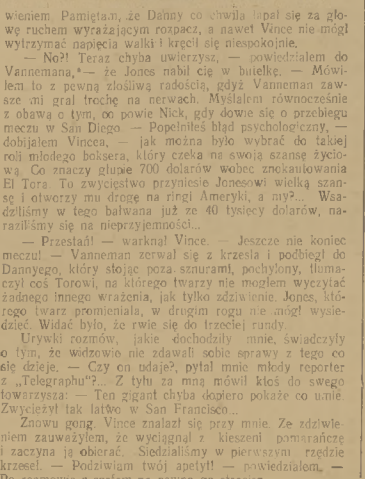 wieniem. Pamiętam, że Danny co chwila łapał się za gło-
wę ruchem wyrażającym rozpacz, a nawet Vince nie mógł
wytrzymać napięcia walki i kręcił się niespokojnie.
— No?! Teraz chyba uwierzysz, — powiedziałem do
Vannemana, — że Jones nabił cię w butelkę. — Mówi-
łem to z pewną złośliwą radością, gdyż Vanneman zaw-
sze mi grał trochę na nerwach. Myślałem równocześnie
z obawą o tym, co powie Nick, gdy dowie się o przebiegu
meczu w San Diego. — Popełniłeś błąd psychologiczny, —
dobijałem Vincea, — jak można było wybrać do takiej
roli młodego boksera, który czeka na swoją szansę życio-
wą. Co znaczy głupie 700 dolarów wobec znokautowania
El Tora. To zwycięstwo przyniesie Jonesowi wielką szan-
sę i otworzy mu drogę na ringi Ameryki, a my?... Wsa-
dziliśmy w tego bałwana już ze 40 tysięcy dolarów, na-
raziliśmy się na nieprzyjemności...
— Przestań! — warknął Vince. — Jeszcze nie koniec
meczu! — Vanneman zerwał się z krzesła i podbiegł do
Dannyego, który stojąc poza sznurami, pochylony, tłuma-
czył coś Torowi, na którego twarzy nie mogłem wyczytać
żadnego innego wrażenia, jak tylko zdziwienie. Jones, któ-
rego twarz promieniała, w drugim rogu nie mógł wysie-
dzieć. Widać było, że rwie się do trzeciej rundy.
Urywki rozmów, jakie dochodziły mnie, świadczyły
o tym, że widzowie nie zdawali sobie sprawy z tego co
się dzieje. — Czy on udaje?, pytał mnie młody reporter
z „Telegraphu"?... Z tyłu za mną mówił ktoś do swego
towarzysza: — Ten gigant chyba dopiero pokaże co umie.
Zwyciężył tak łatwo w San Francisco...
Znowu gong. Vince znalazł się przy mnie. Ze zdziwie-
niem zauważyłem, że wyciągnął z kieszeni pomarańczę
i zaczyna ją obierać. Siedzialiśmy w pierwszym rzędzie
krzeseł. — Podziwiam twój apetyt! — powiedziałem. —